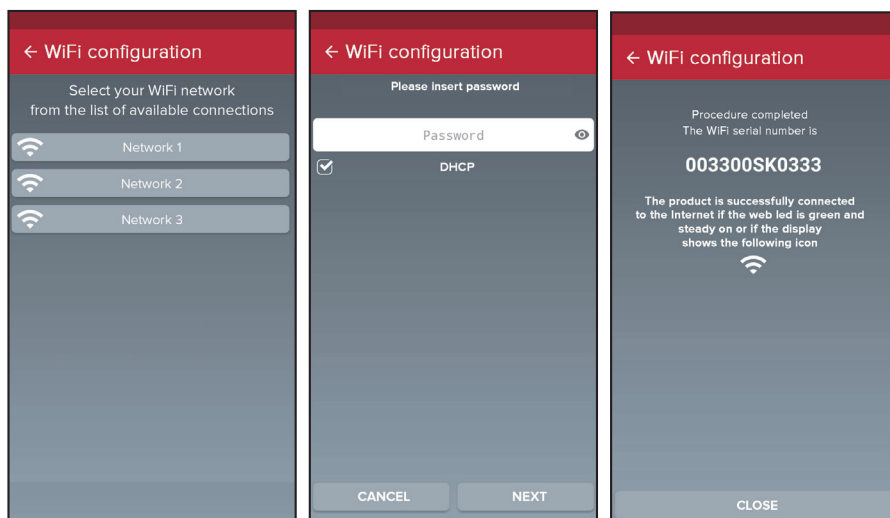 ← WiFi configuration
Select your WiFi network
from the list of available connections
Network 1
Network 2
Network 3
← WiFi configuration
Please insert password
Password
DHCP
CANCEL
NEXT
← WiFi configuration
Procedure completed
The WiFi serial number is
003300SK0333
The product is successfully connected
to the Internet if the web led is green and
steady on or if the display
shows the following icon
CLOSE